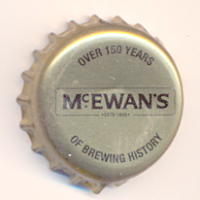 OVER 150 YEARS
McEWAN'S
OF BREWING HISTORY